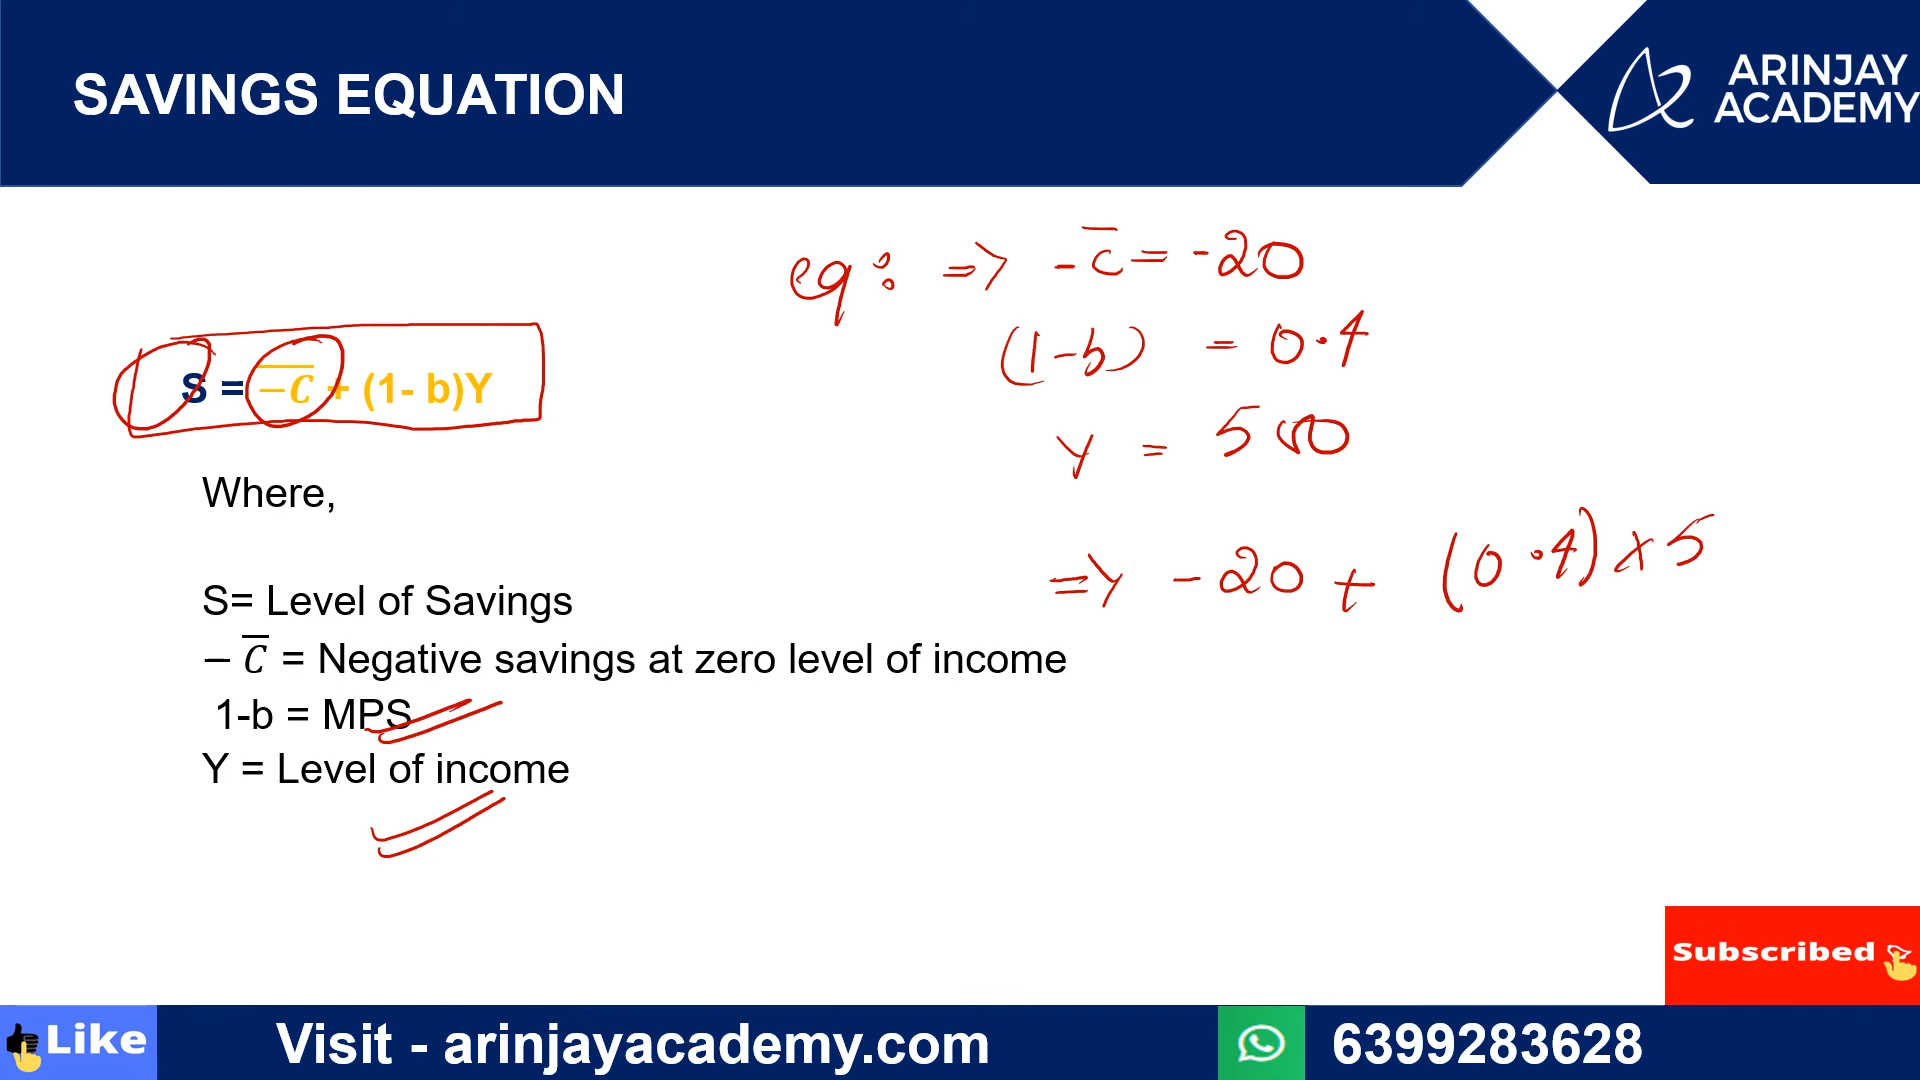 SAVINGS EQUATION
ARINJAY
ACADEMY
eq: => -C̅ = -20
(1-b) = 0.4
Y = 500
S = −C̅ + (1- b)Y
Where,
=> -20 + (0.4) x 5
S= Level of Savings
− C̅ = Negative savings at zero level of income
1-b = MPS
Y = Level of income
Subscribed
Like
Visit - arinjayacademy.com
6399283628